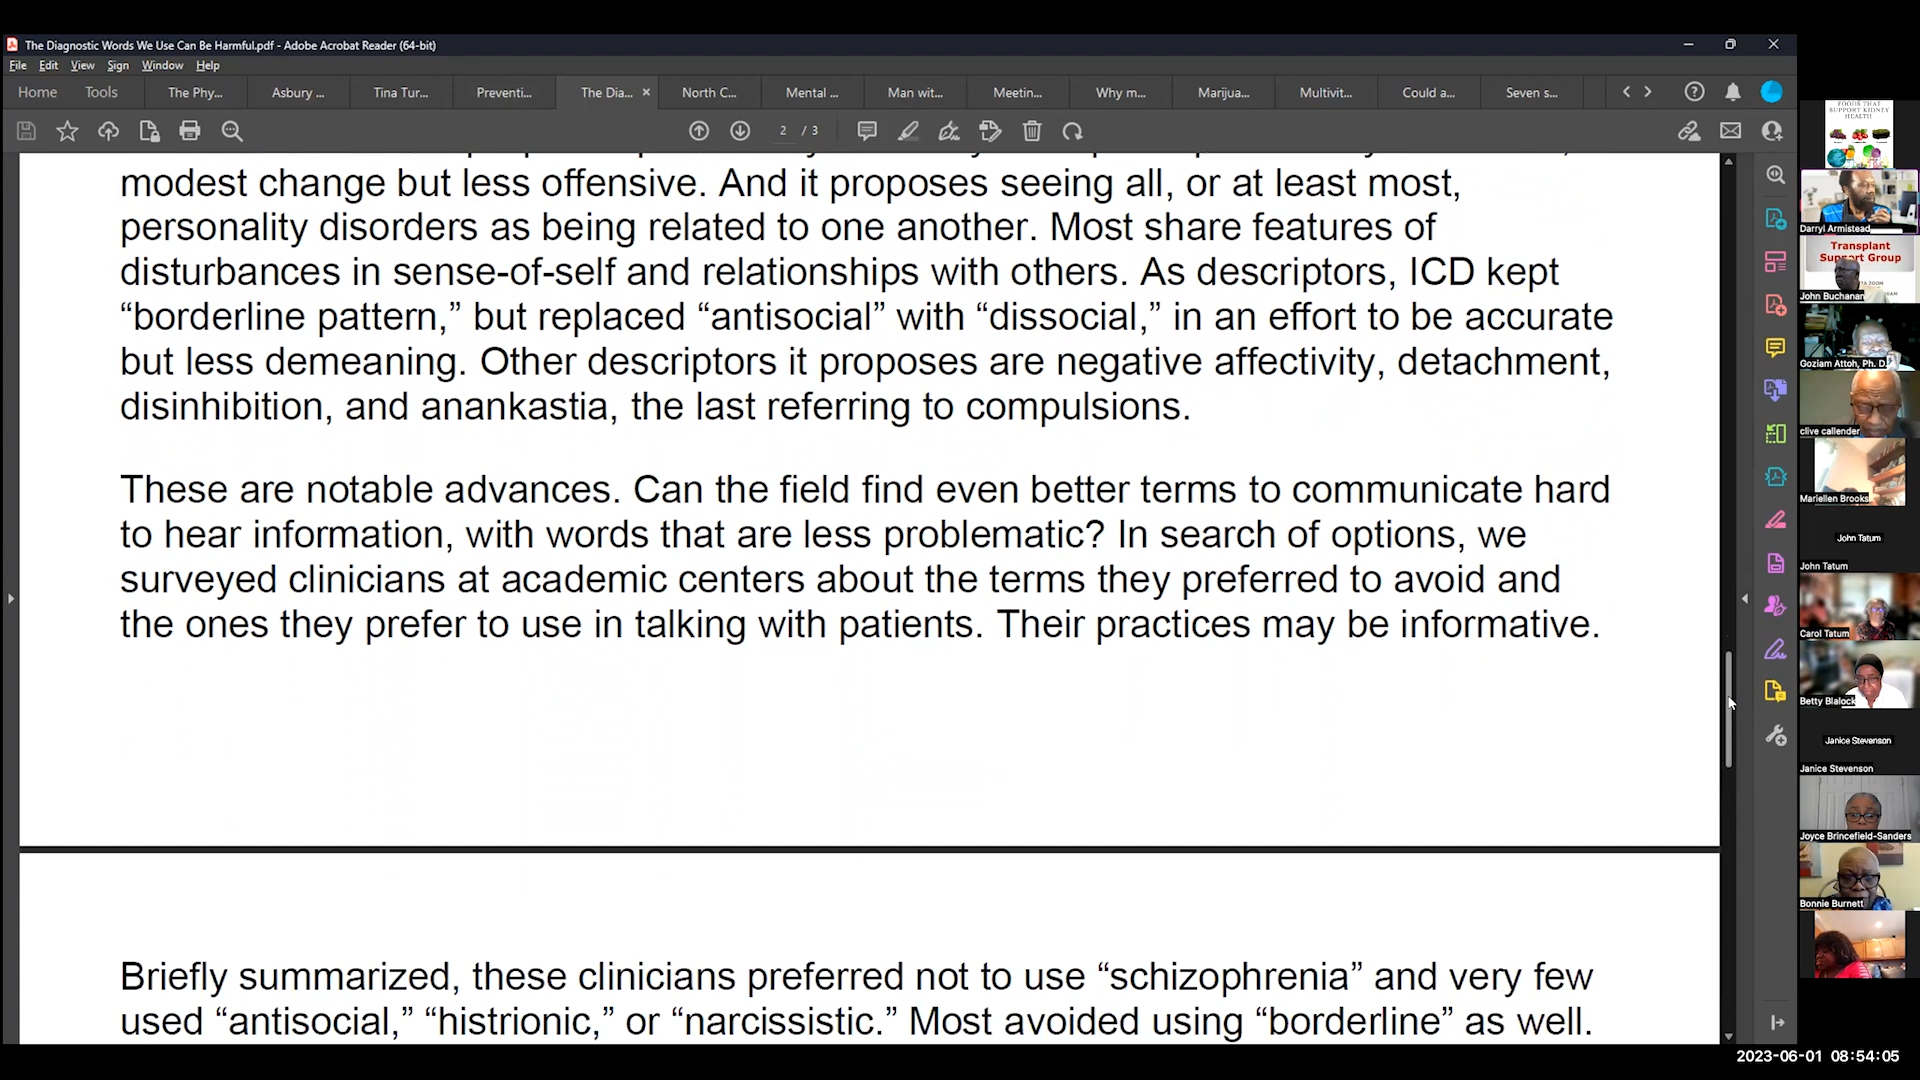 The Diagnostic Words We Use Can Be Harmful.pdf - Adobe Acrobat Reader (64-bit)
File Edit View Sign Window Help
Home Tools The Phy... Asbury ... Tina Tur... Preventi... The Dia... North C... Mental ... Man wit... Meetin... Why m... Marijua... Multivit... Could a... Seven s...
2 / 3
modest change but less offensive. And it proposes seeing all, or at least most,
personality disorders as being related to one another. Most share features of
disturbances in sense-of-self and relationships with others. As descriptors, ICD kept
“borderline pattern,” but replaced “antisocial” with “dissocial,” in an effort to be accurate
but less demeaning. Other descriptors it proposes are negative affectivity, detachment,
disinhibition, and anankastia, the last referring to compulsions.
These are notable advances. Can the field find even better terms to communicate hard
to hear information, with words that are less problematic? In search of options, we
surveyed clinicians at academic centers about the terms they preferred to avoid and
the ones they prefer to use in talking with patients. Their practices may be informative.
Briefly summarized, these clinicians preferred not to use “schizophrenia” and very few
used “antisocial,” “histrionic,” or “narcissistic.” Most avoided using “borderline” as well.
FOODS THAT
SUPPORT KIDNEY
HEALTH
Darryl Armistead
Transplant
Support Group
ZOOM
John Buchanan
Goziam Attoh, Ph. D.
clive callender
Mariellen Brooks
John Tatum
John Tatum
Carol Tatum
Betty Blalock
Janice Stevenson
Janice Stevenson
Joyce Brincefield-Sanders
Bonnie Burnett
2023-06-01 08:54:05